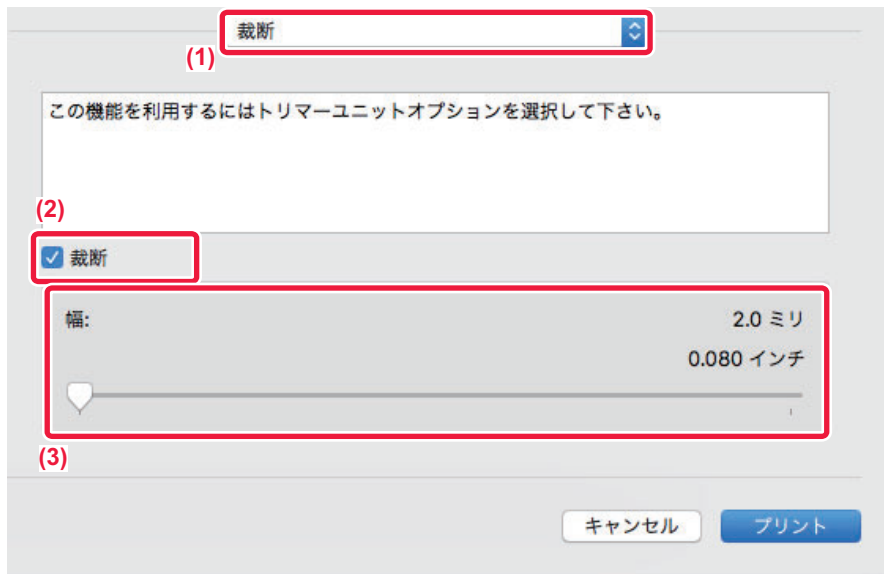 裁断
(1)
この機能を利用するにはトリマーユニットオプションを選択して下さい。
(2)
裁断
幅: 2.0 ミリ
0.080 インチ
(3)
キャンセル プリント